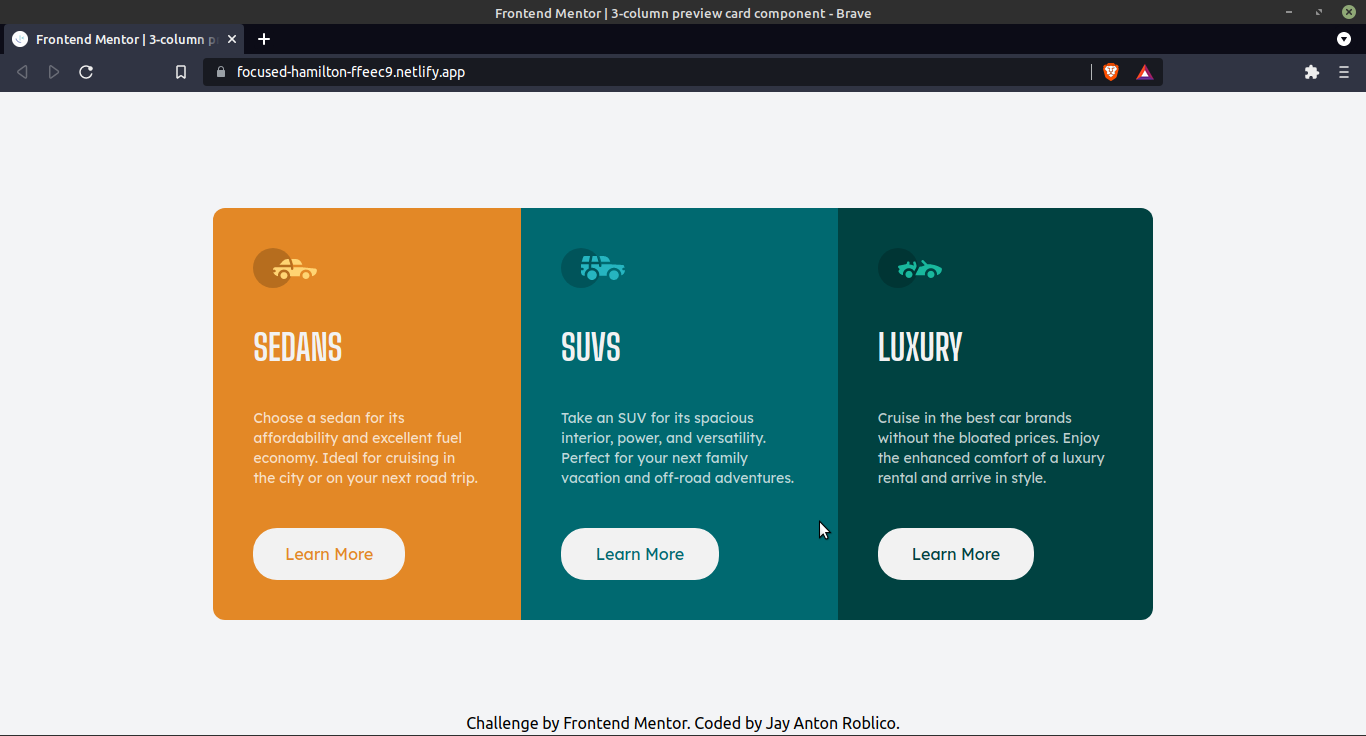 Frontend Mentor | 3-column preview card component - Brave
Frontend Mentor | 3-column p
focused-hamilton-ffeec9.netlify.app
SEDANS
Choose a sedan for its
affordability and excellent fuel
economy. Ideal for cruising in
the city or on your next road trip.
Learn More
SUVS
Take an SUV for its spacious
interior, power, and versatility.
Perfect for your next family
vacation and off-road adventures.
Learn More
LUXURY
Cruise in the best car brands
without the bloated prices. Enjoy
the enhanced comfort of a luxury
rental and arrive in style.
Learn More
Challenge by Frontend Mentor. Coded by Jay Anton Roblico.